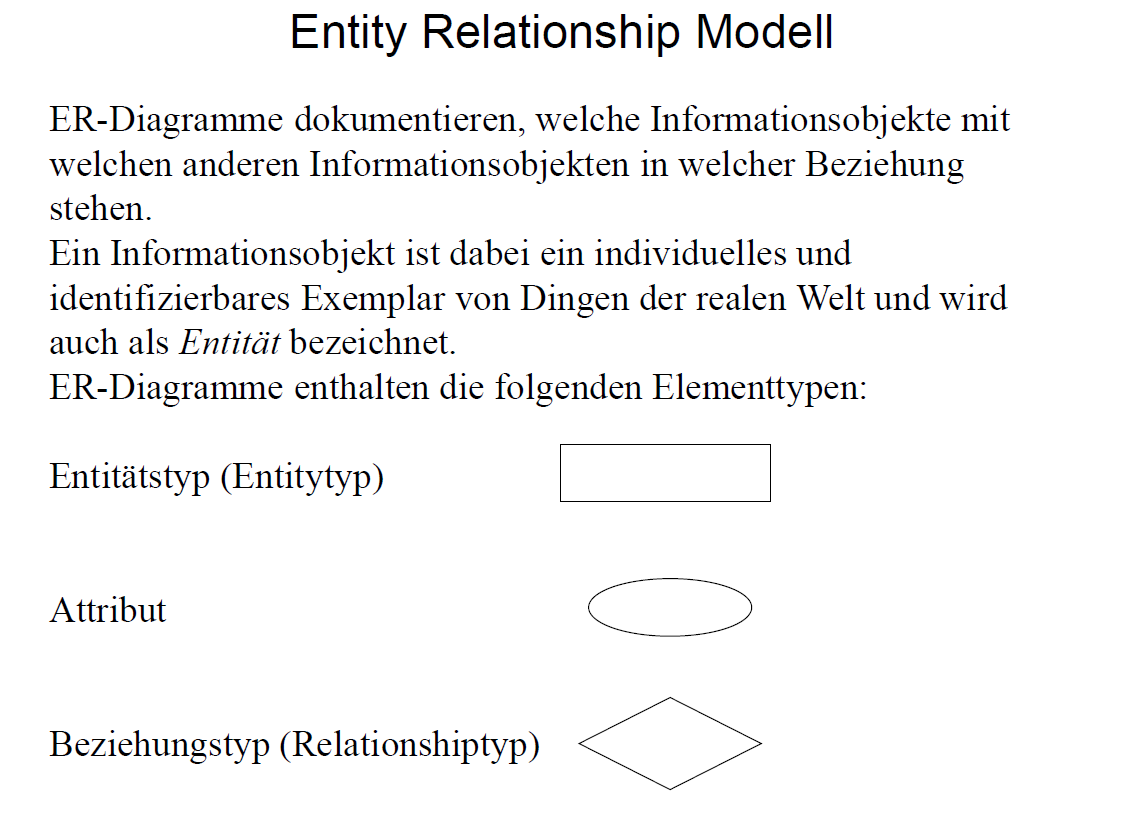 Entity Relationship Modell
ER-Diagramme dokumentieren, welche Informationsobjekte mit
welchen anderen Informationsobjekten in welcher Beziehung
stehen.
Ein Informationsobjekt ist dabei ein individuelles und
identifizierbares Exemplar von Dingen der realen Welt und wird
auch als Entität bezeichnet.
ER-Diagramme enthalten die folgenden Elementtypen:
Entitätstyp (Entitytyp)
Attribut
Beziehungstyp (Relationshiptyp)